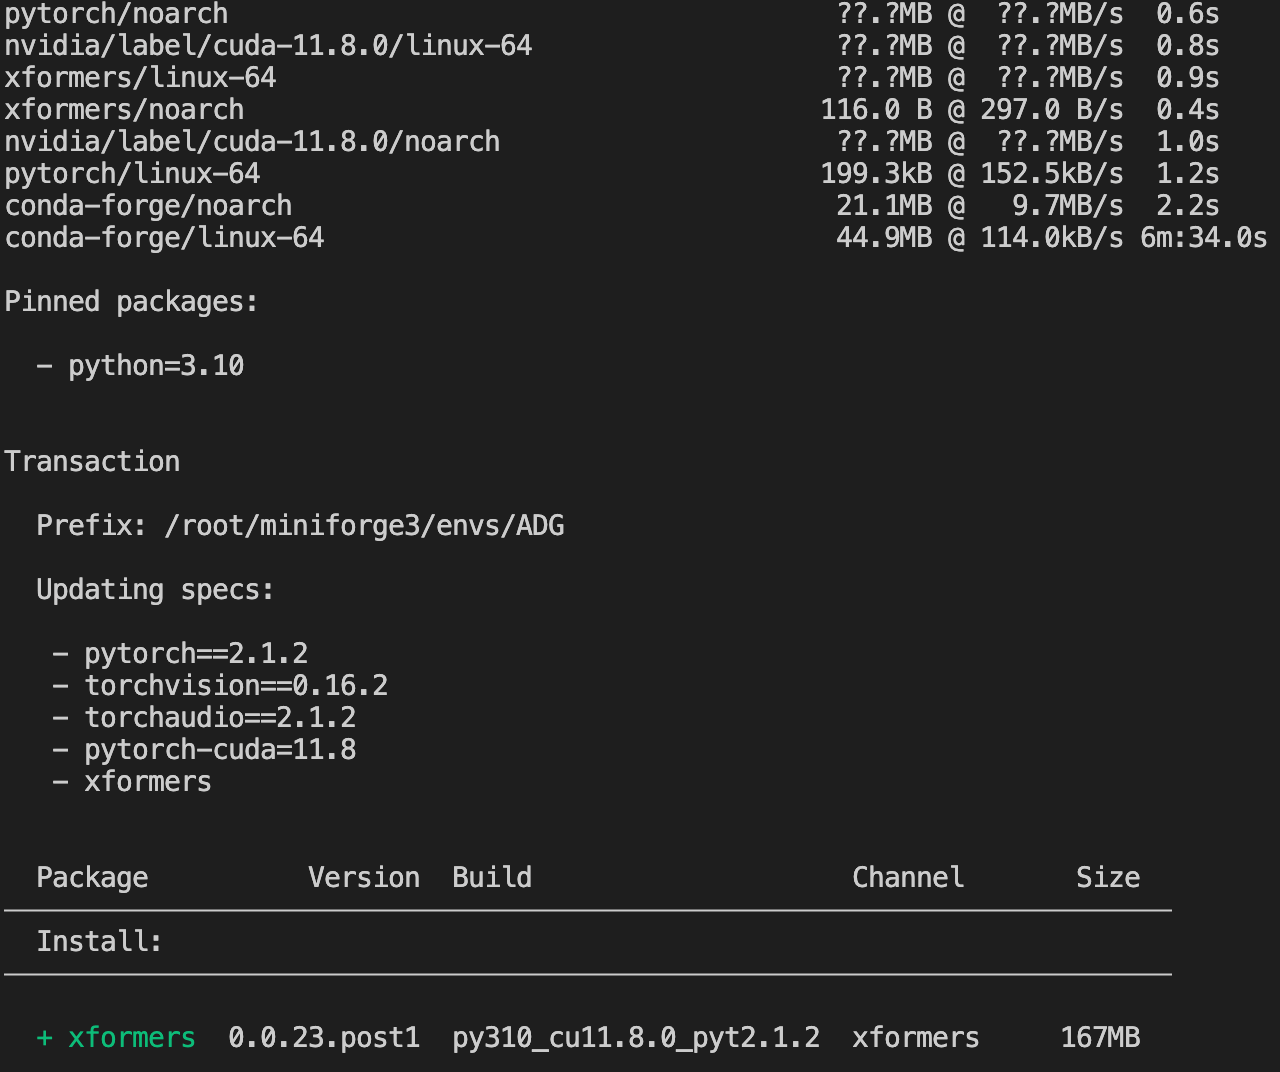 pytorch/noarch ??.?MB @ ??.?MB/s 0.6s
nvidia/label/cuda-11.8.0/linux-64 ??.?MB @ ??.?MB/s 0.8s
xformers/linux-64 ??.?MB @ ??.?MB/s 0.9s
xformers/noarch 116.0 B @ 297.0 B/s 0.4s
nvidia/label/cuda-11.8.0/noarch ??.?MB @ ??.?MB/s 1.0s
pytorch/linux-64 199.3kB @ 152.5kB/s 1.2s
conda-forge/noarch 21.1MB @ 9.7MB/s 2.2s
conda-forge/linux-64 44.9MB @ 114.0kB/s 6m:34.0s
Pinned packages:
- python=3.10
Transaction
Prefix: /root/miniforge3/envs/ADG
Updating specs:
- pytorch==2.1.2
- torchvision==0.16.2
- torchaudio==2.1.2
- pytorch-cuda=11.8
- xformers
Package Version Build Channel Size
Install:
+ xformers 0.0.23.post1 py310_cu11.8.0_pyt2.1.2 xformers 167MB